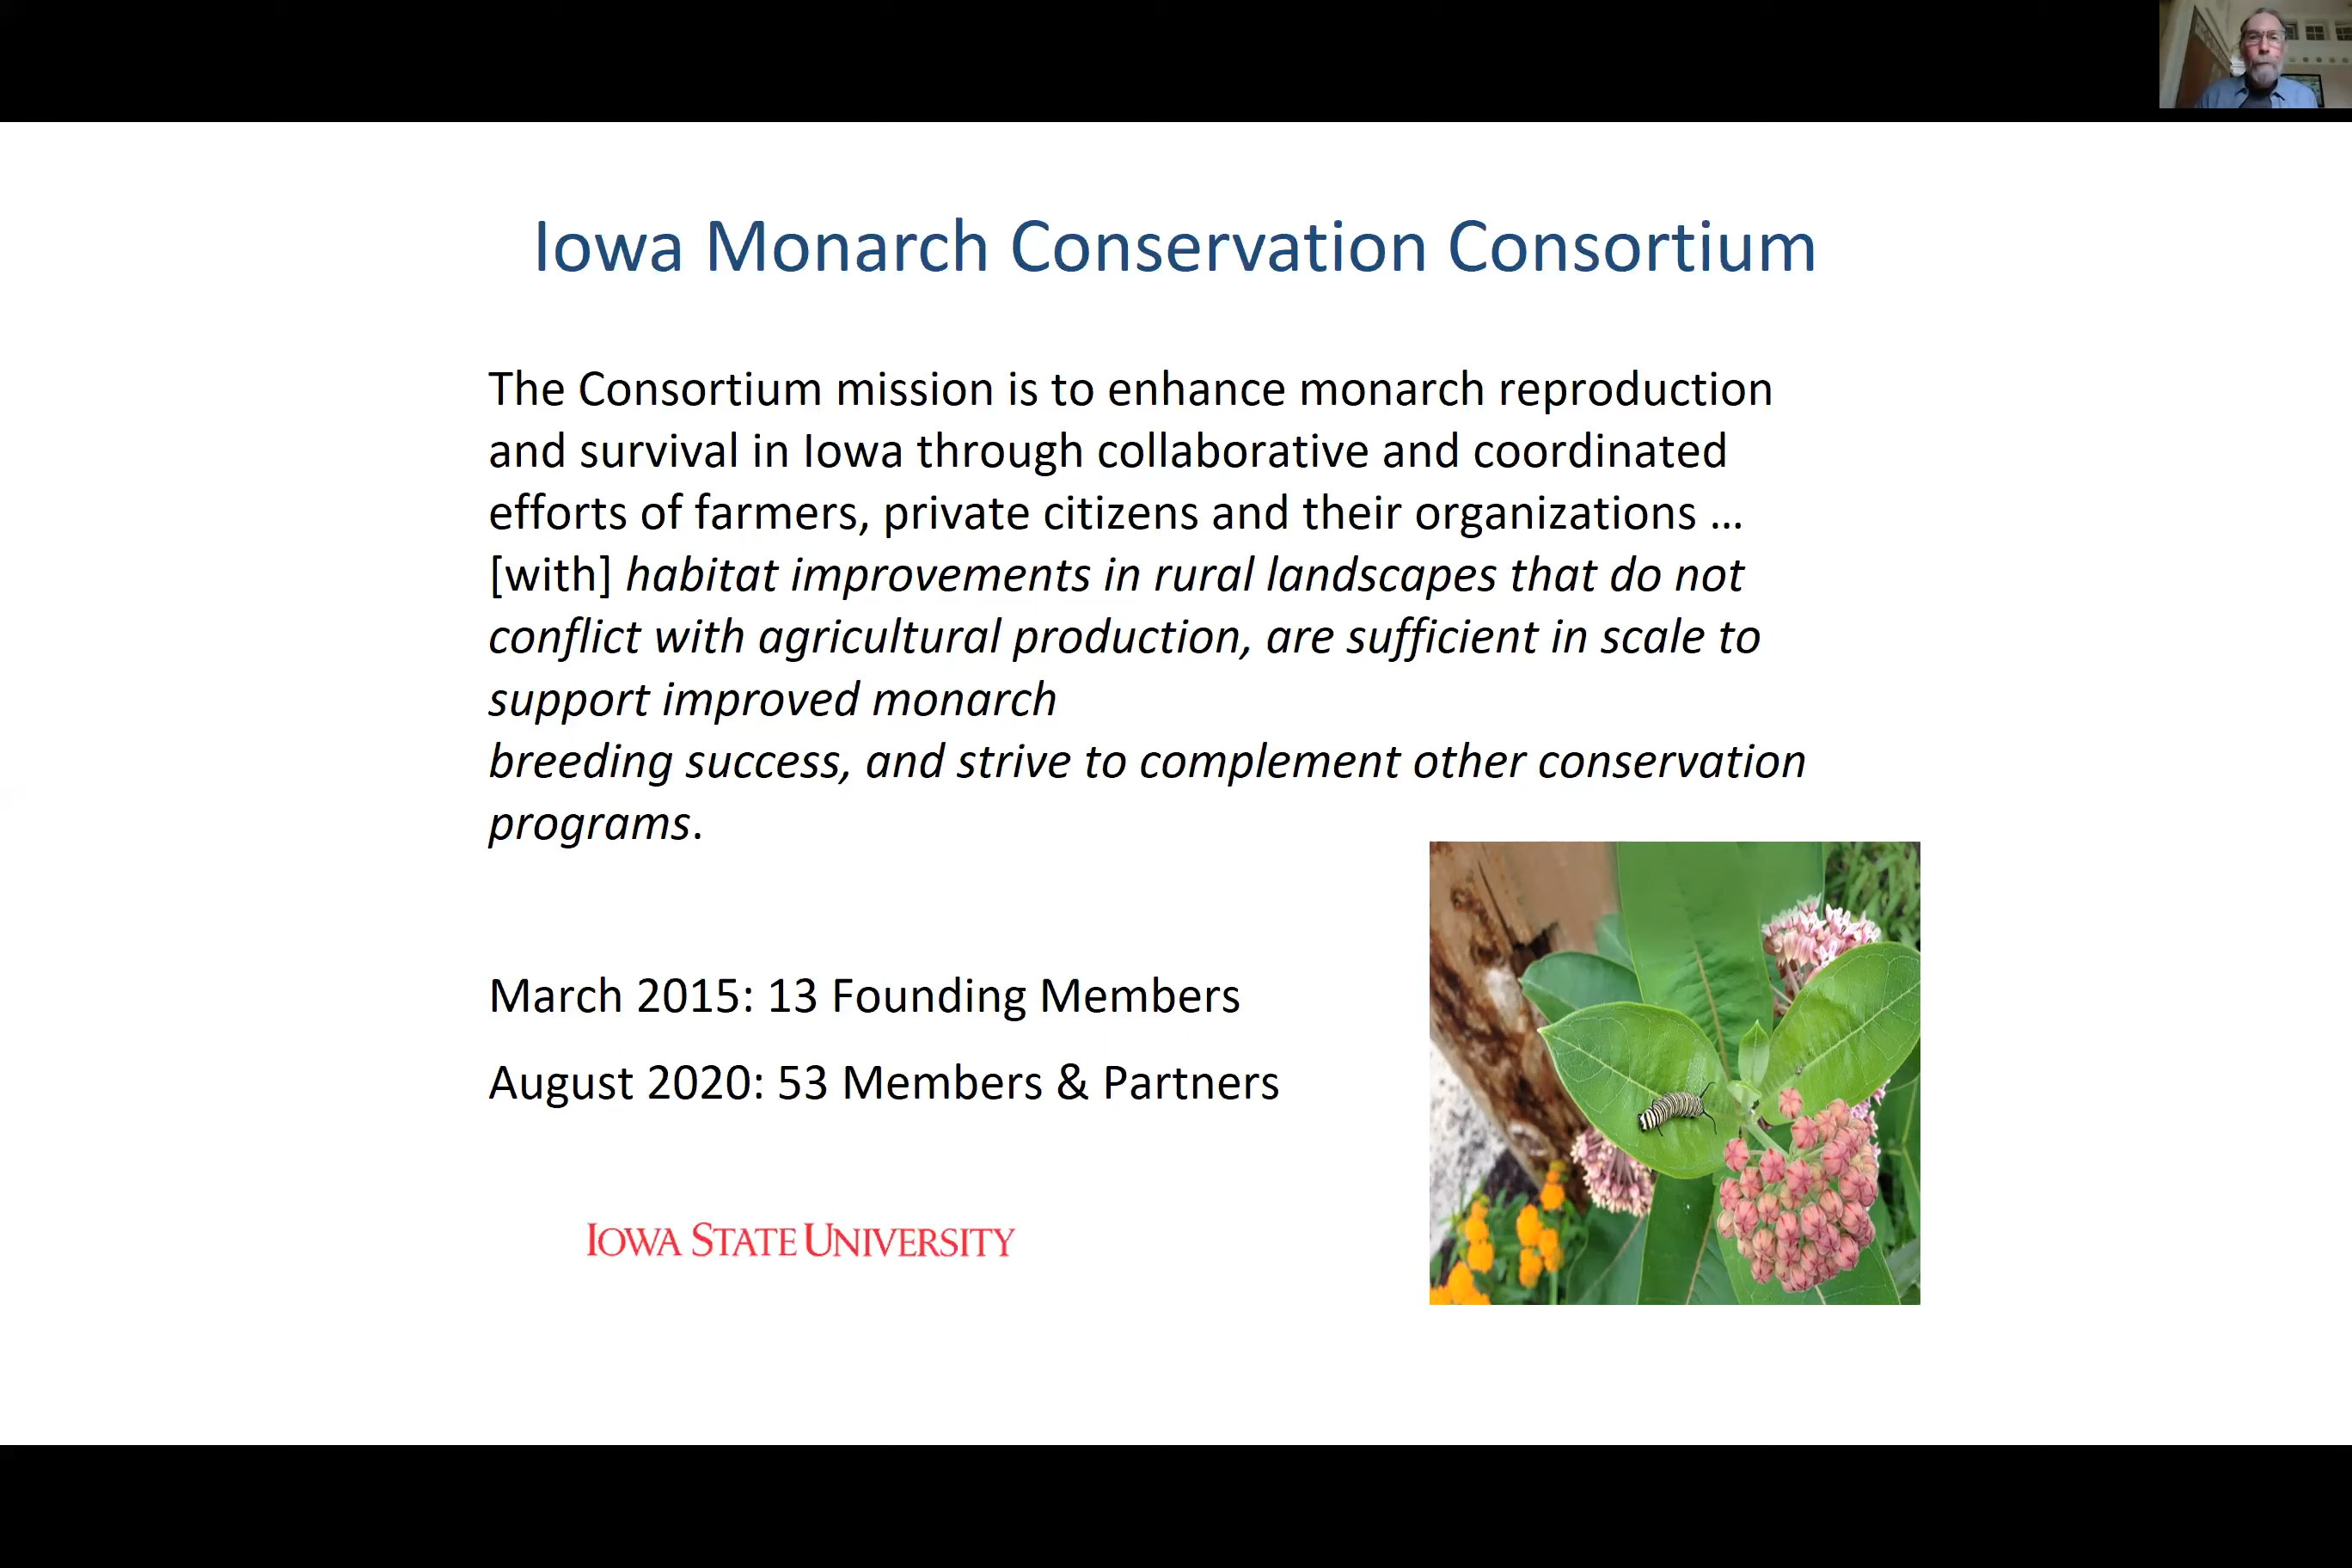 Iowa Monarch Conservation Consortium
The Consortium mission is to enhance monarch reproduction
and survival in Iowa through collaborative and coordinated
efforts of farmers, private citizens and their organizations …
[with] habitat improvements in rural landscapes that do not
conflict with agricultural production, are sufficient in scale to
support improved monarch
breeding success, and strive to complement other conservation
programs.
March 2015: 13 Founding Members
August 2020: 53 Members & Partners
IOWA STATE UNIVERSITY